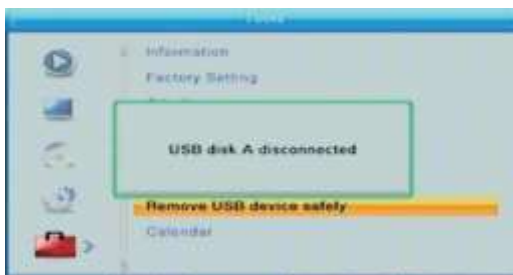 Tools
Information
Factory Setting
USB disk A disconnected
Remove USB device safely
Calendar